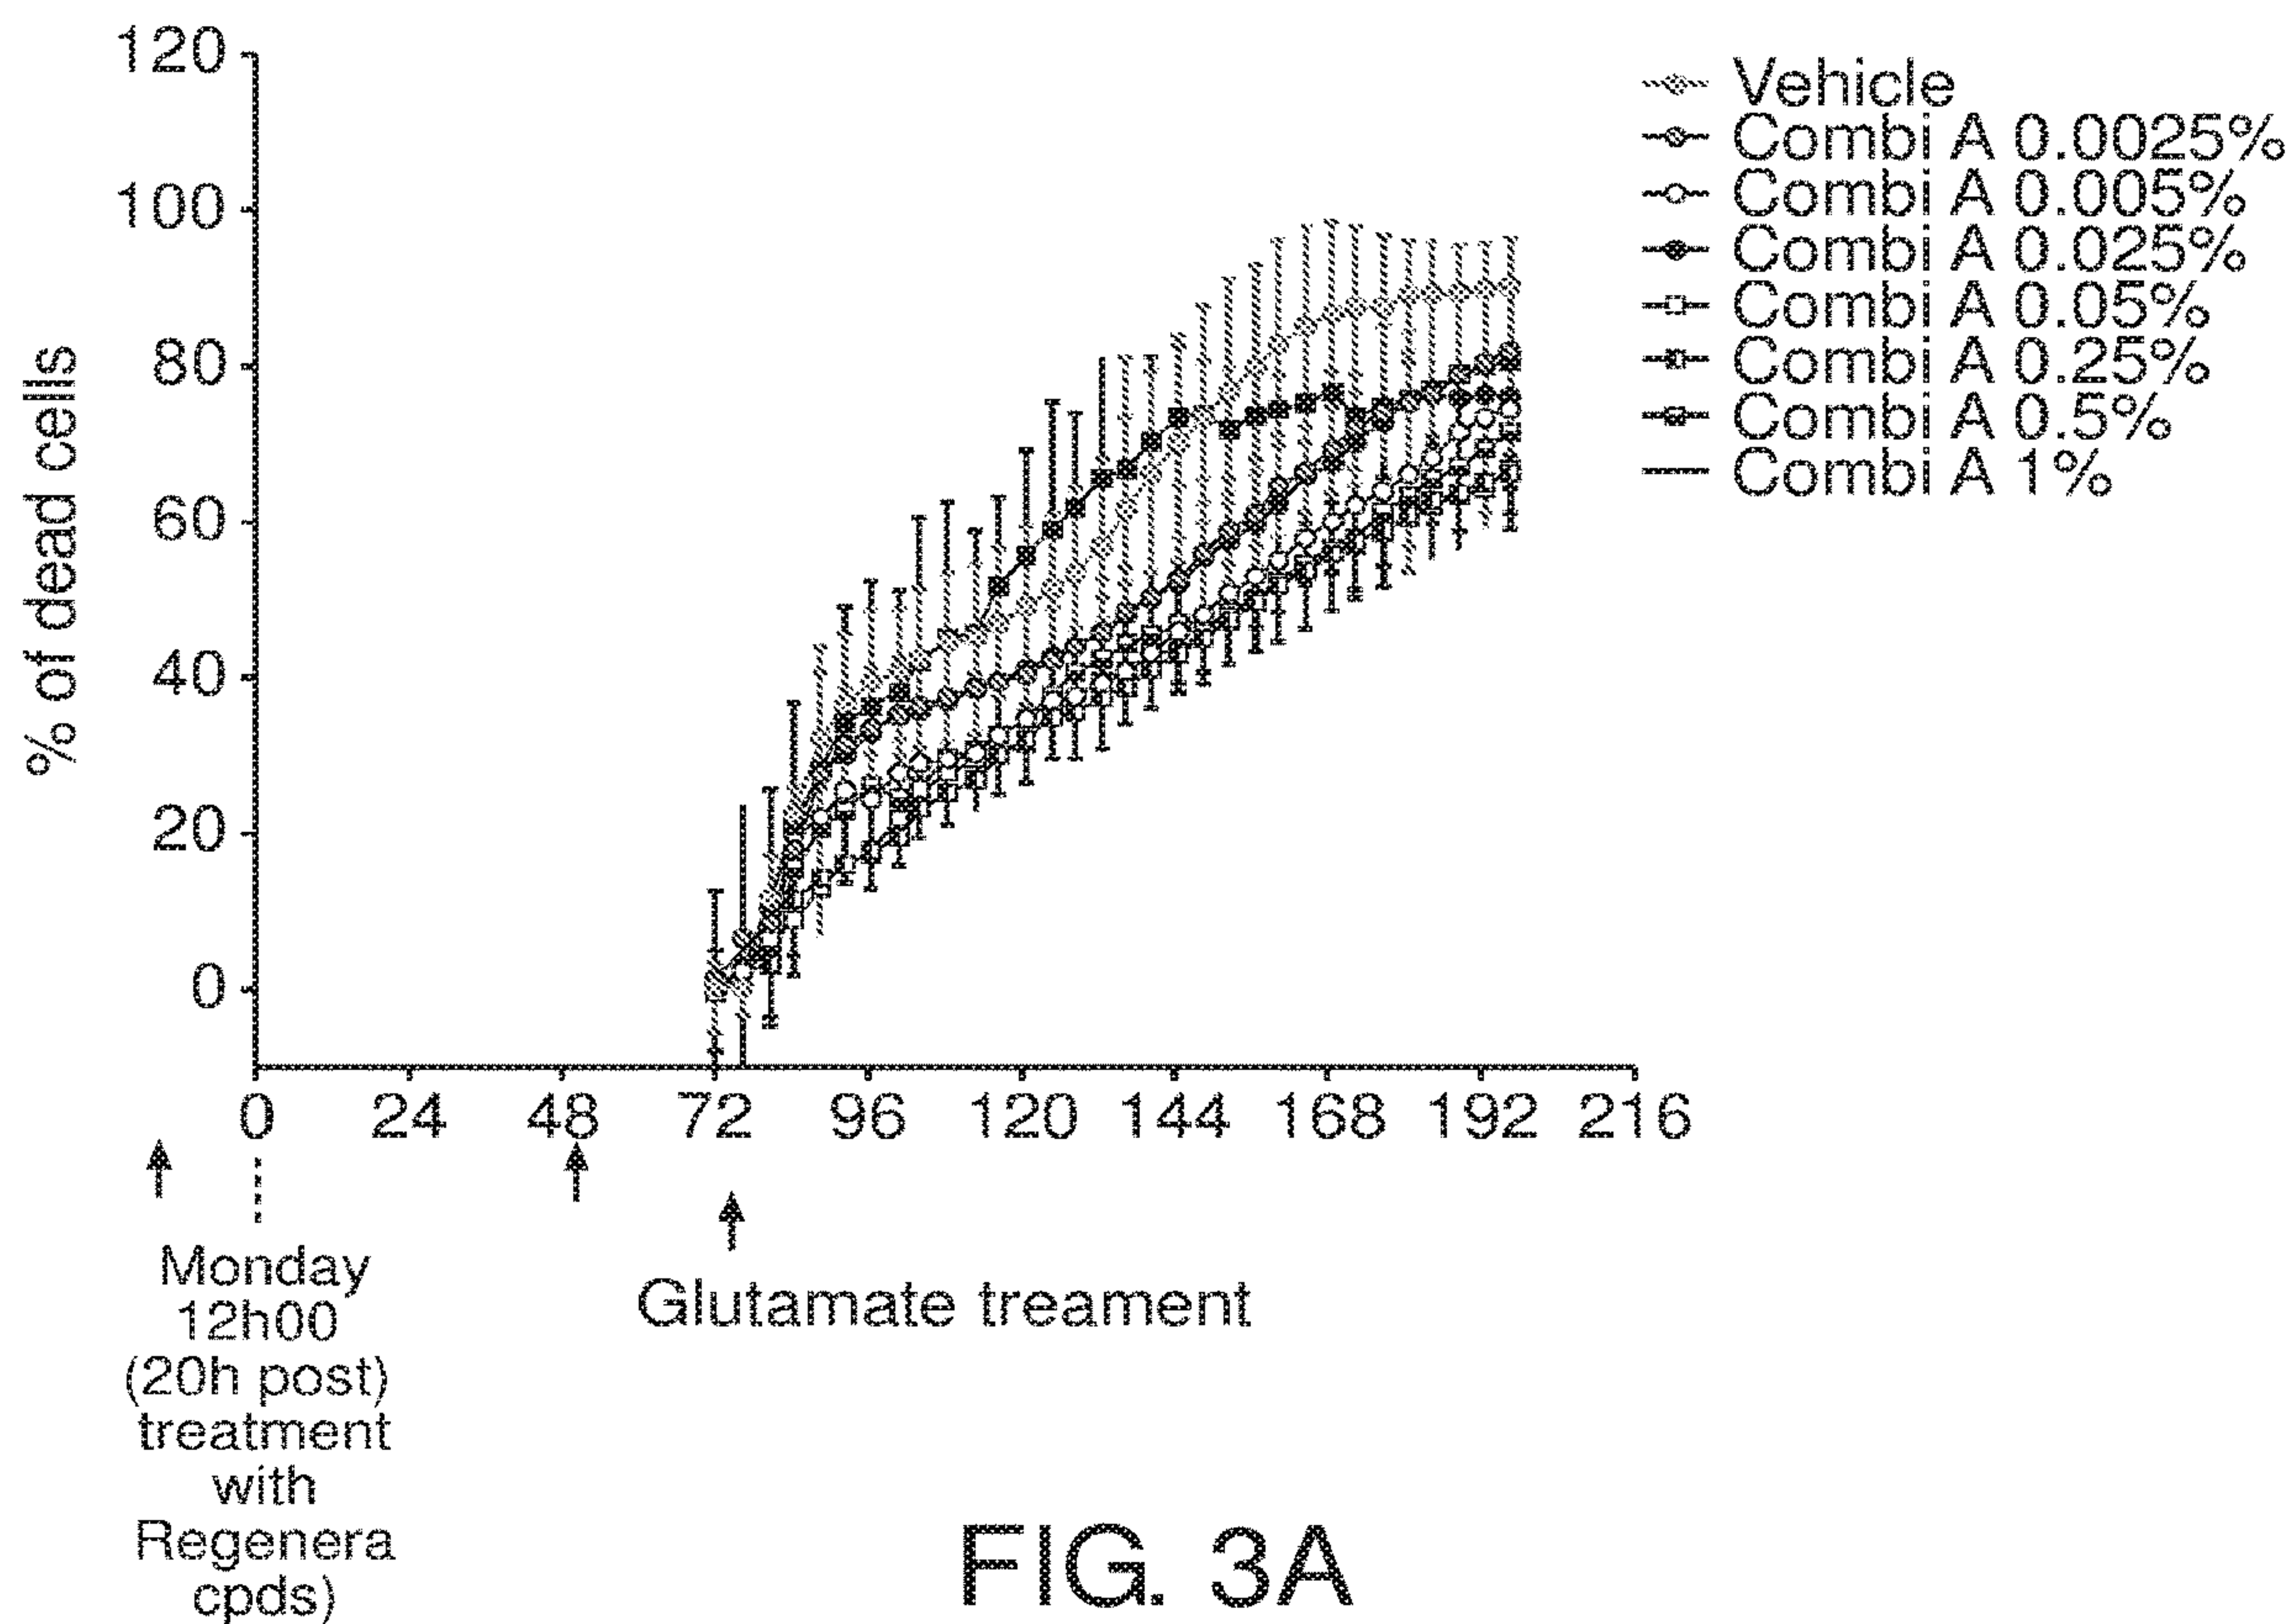 120
100
80
60
40
20
0
% of dead cells
Vehicle
Combi A 0.0025%
Combi A 0.005%
Combi A 0.025%
Combi A 0.05%
Combi A 0.25%
Combi A 0.5%
Combi A 1%
0 24 48 72 96 120 144 168 192 216
Monday
12h00
(20h post)
treatment
with
Regenera
cpds)
Glutamate treament
FIG. 3A